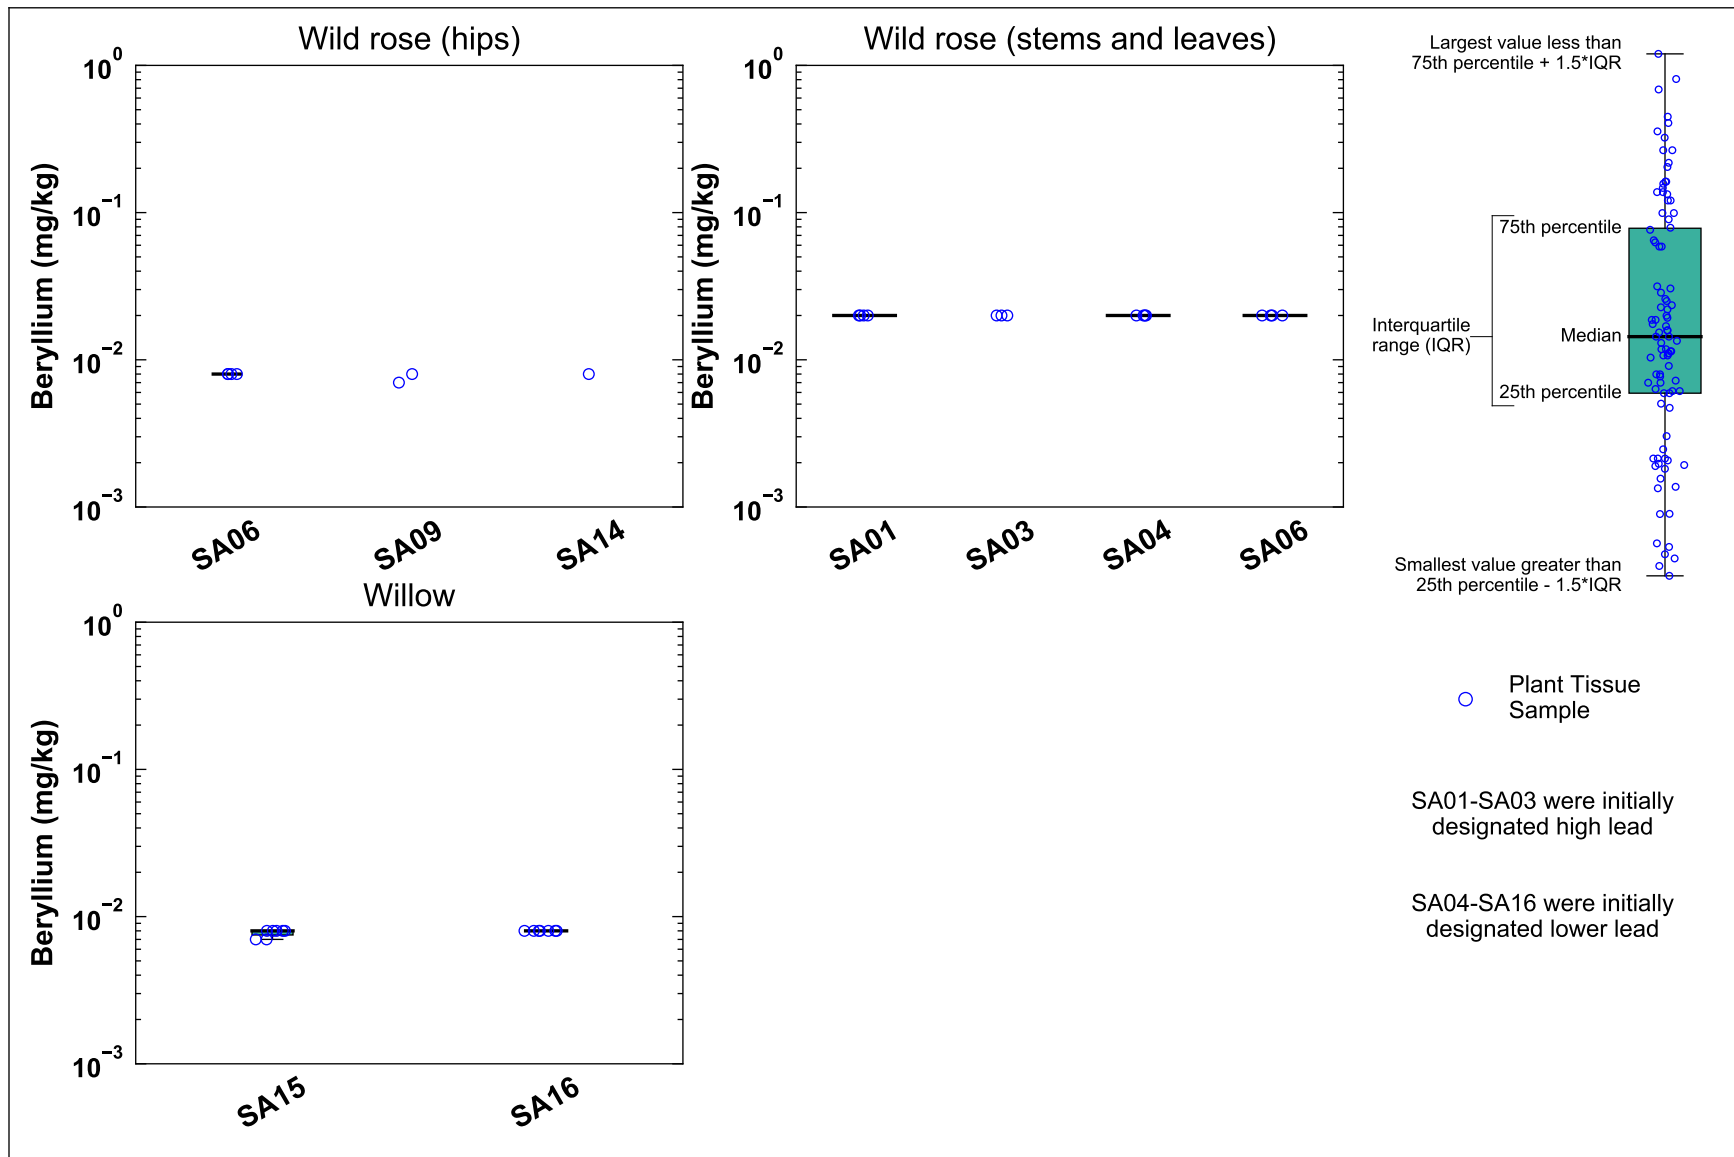 Wild rose (hips)
10^0
10^−1
10^−2
10^−3
Beryllium (mg/kg)
SA06
SA09
SA14
Wild rose (stems and leaves)
10^0
10^−1
10^−2
10^−3
Beryllium (mg/kg)
SA01
SA03
SA04
SA06
Willow
10^0
10^−1
10^−2
10^−3
Beryllium (mg/kg)
SA15
SA16
Largest value less than
75th percentile + 1.5*IQR
75th percentile
Interquartile
range (IQR)
Median
25th percentile
Smallest value greater than
25th percentile - 1.5*IQR
Plant Tissue
Sample
SA01-SA03 were initially
designated high lead
SA04-SA16 were initially
designated lower lead